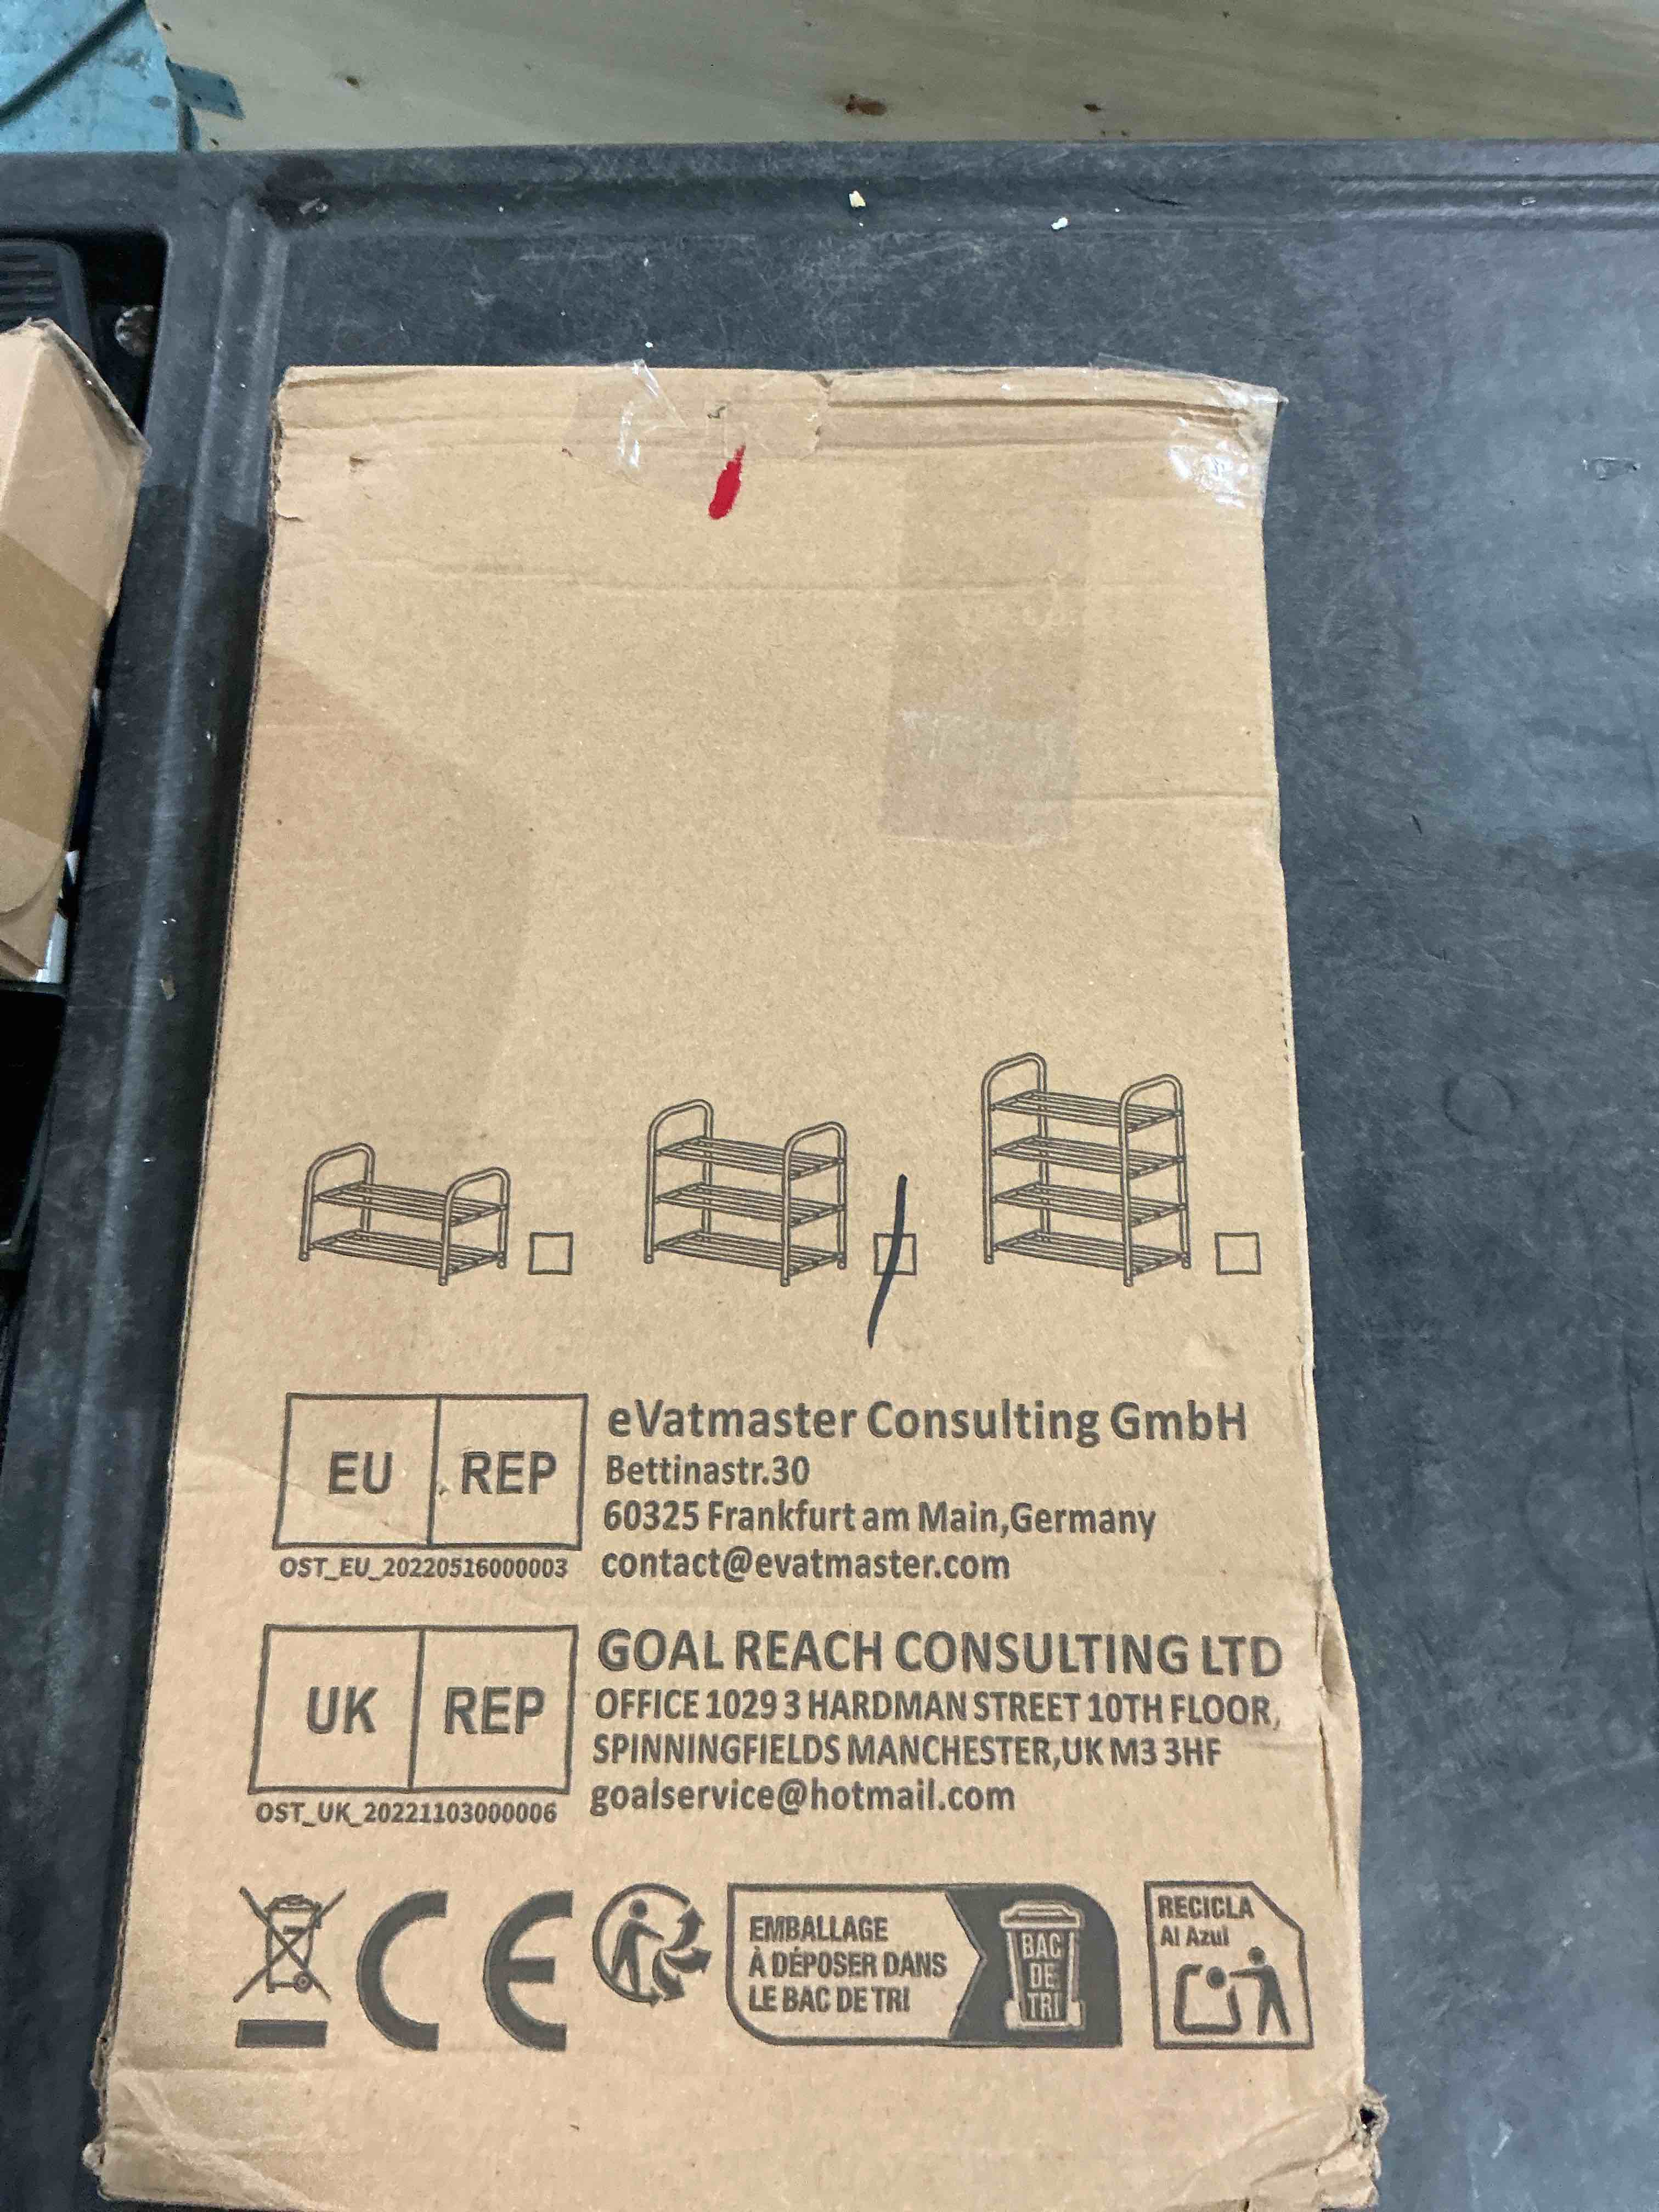 EU REP
eVatmaster Consulting GmbH
Bettinastr.30
60325 Frankfurt am Main,Germany
OST_EU_20220516000003
contact@evatmaster.com
UK REP
GOAL REACH CONSULTING LTD
OFFICE 1029 3 HARDMAN STREET 10TH FLOOR,
SPINNINGFIELDS MANCHESTER,UK M3 3HF
OST_UK_20221103000006
goalservice@hotmail.com
CE
EMBALLAGE
À DÉPOSER DANS
LE BAC DE TRI
BAC
DE
TRI
RECICLA
Al Azul